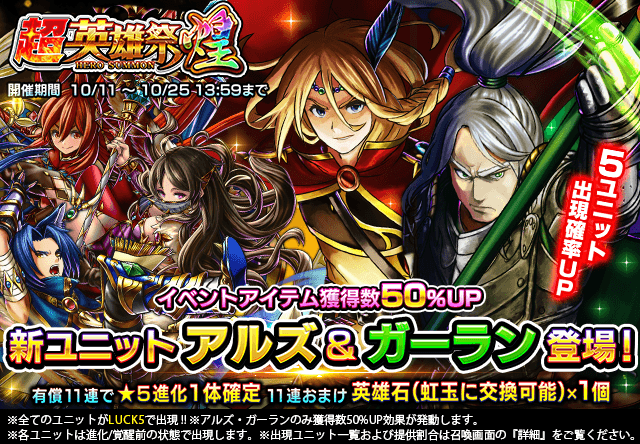 超英雄祭・煌
HERO SUMMON
開催期間 10/11 ～ 10/25 13:59まで
5ユニット
出現確率UP
イベントアイテム獲得数50%UP
新ユニット アルズ & ガーラン 登場!
有償11連で ★5進化1体確定 11連おまけ 英雄石(虹玉に交換可能)×1個
※全てのユニットがLUCK5で出現!!※アルズ・ガーランのみ獲得数50%UP効果が発動します。
※各ユニットは進化/覚醒前の状態で出現します。※出現ユニット一覧および提供割合は召喚画面の『詳細』をご覧ください。